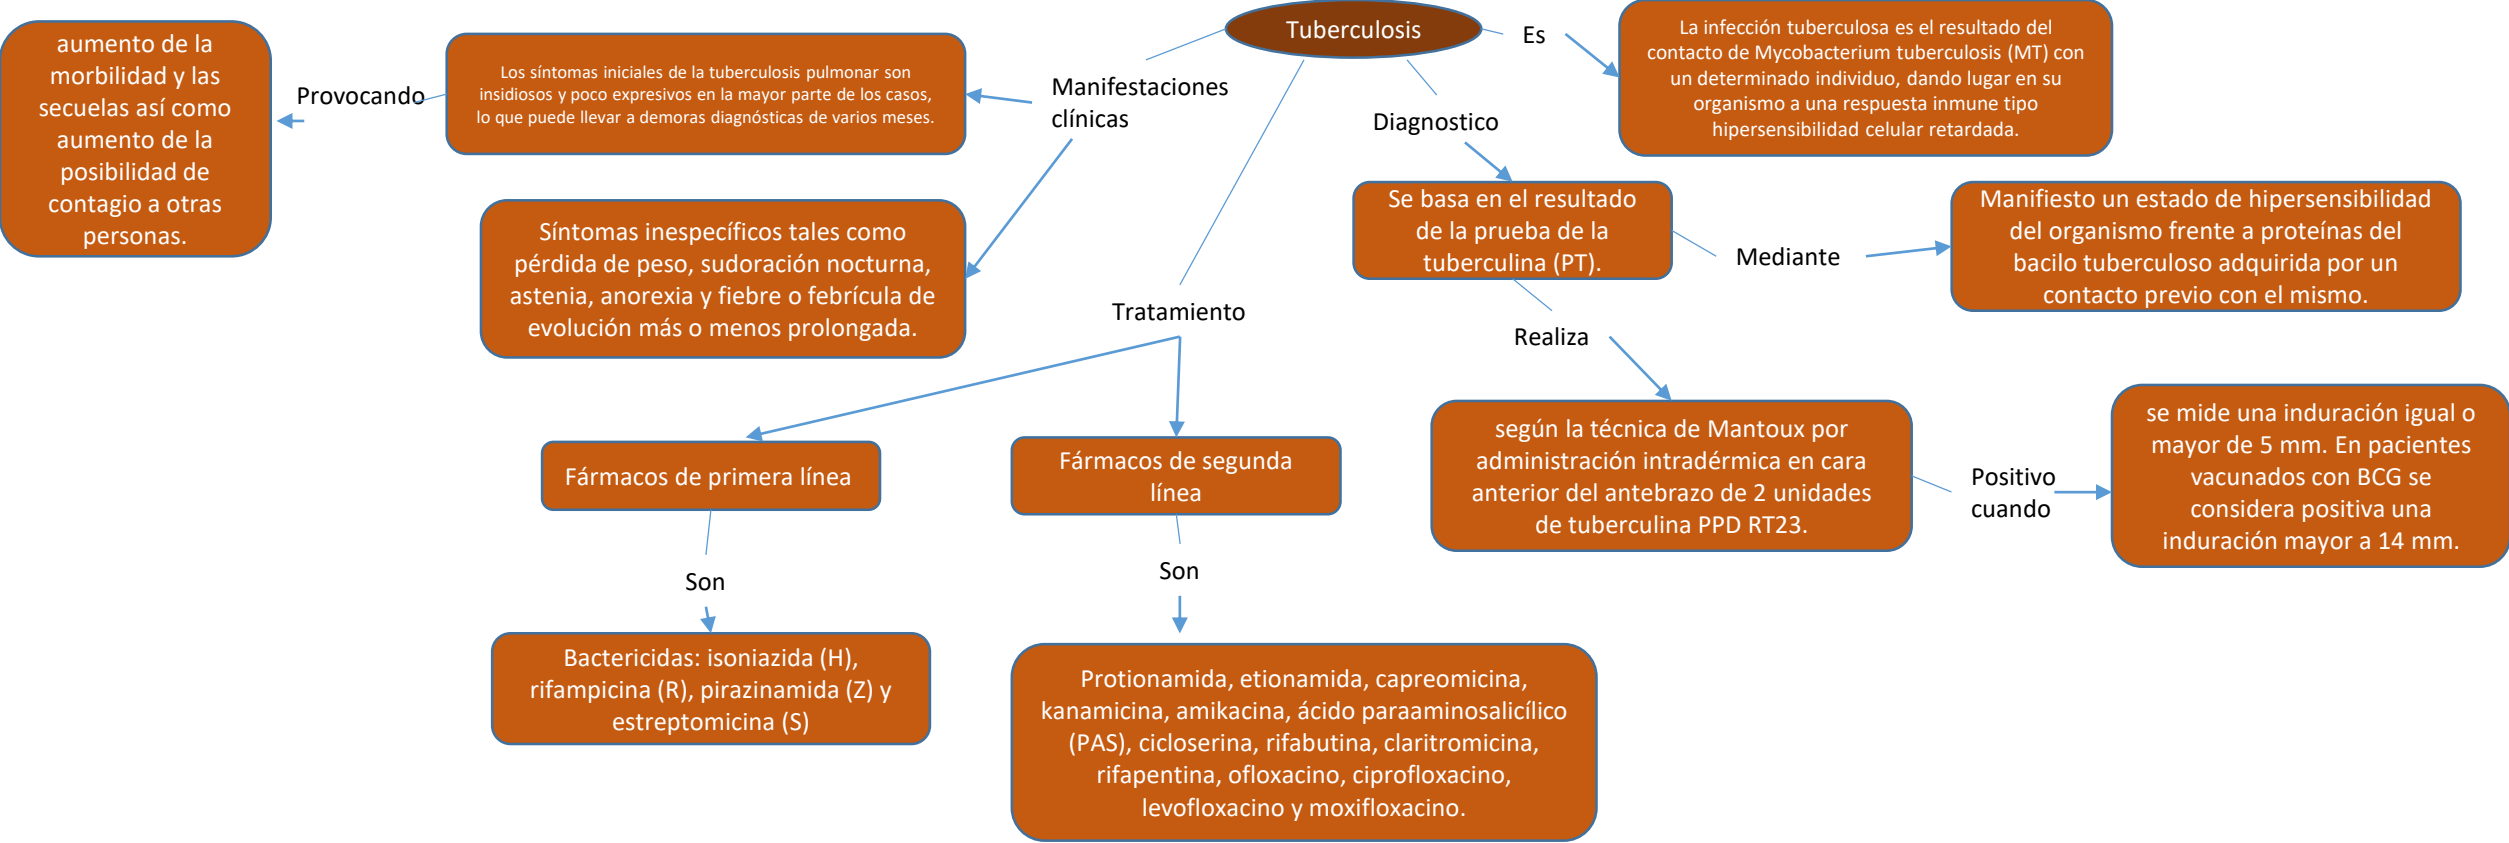 Tuberculosis
Es
La infección tuberculosa es el resultado del
contacto de Mycobacterium tuberculosis (MT) con
un determinado individuo, dando lugar en su
organismo a una respuesta inmune tipo
hipersensibilidad celular retardada.
Manifestaciones
clínicas
Los síntomas iniciales de la tuberculosis pulmonar son
insidiosos y poco expresivos en la mayor parte de los casos,
lo que puede llevar a demoras diagnósticas de varios meses.
Provocando
aumento de la
morbilidad y las
secuelas así como
aumento de la
posibilidad de
contagio a otras
personas.
Síntomas inespecíficos tales como
pérdida de peso, sudoración nocturna,
astenia, anorexia y fiebre o febrícula de
evolución más o menos prolongada.
Diagnostico
Se basa en el resultado
de la prueba de la
tuberculina (PT).
Mediante
Manifiesto un estado de hipersensibilidad
del organismo frente a proteínas del
bacilo tuberculoso adquirida por un
contacto previo con el mismo.
Realiza
según la técnica de Mantoux por
administración intradérmica en cara
anterior del antebrazo de 2 unidades
de tuberculina PPD RT23.
Positivo
cuando
se mide una induración igual o
mayor de 5 mm. En pacientes
vacunados con BCG se
considera positiva una
induración mayor a 14 mm.
Tratamiento
Fármacos de primera línea
Son
Bactericidas: isoniazida (H),
rifampicina (R), pirazinamida (Z) y
estreptomicina (S)
Fármacos de segunda
línea
Son
Protionamida, etionamida, capreomicina,
kanamicina, amikacina, ácido paraaminosalicílico
(PAS), cicloserina, rifabutina, claritromicina,
rifapentina, ofloxacino, ciprofloxacino,
levofloxacino y moxifloxacino.